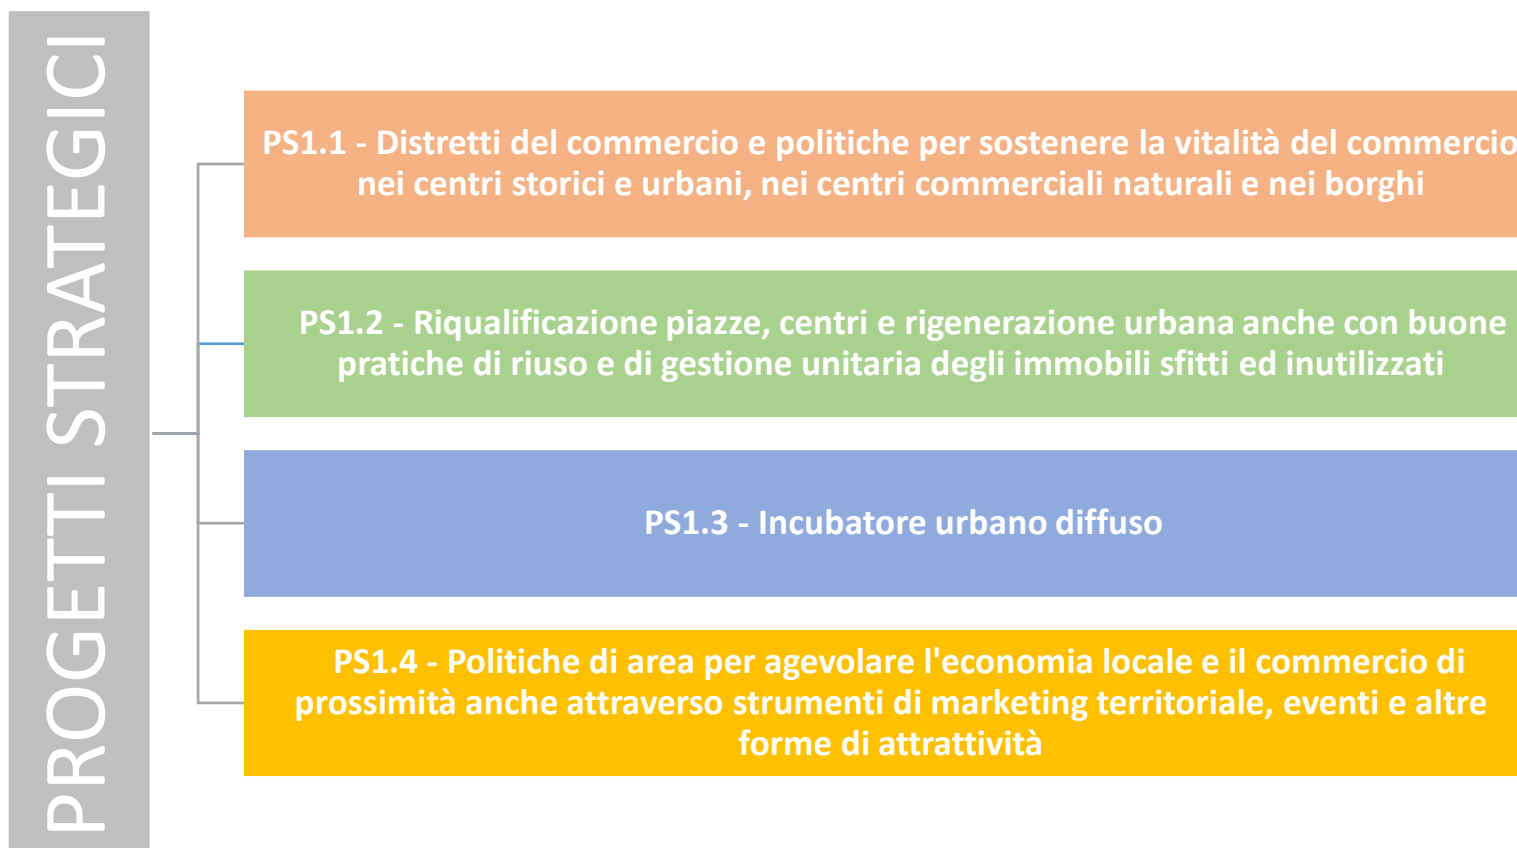 PROGETTI STRATEGICI
PS1.1 - Distretti del commercio e politiche per sostenere la vitalità del commercio
nei centri storici e urbani, nei centri commerciali naturali e nei borghi
PS1.2 - Riqualificazione piazze, centri e rigenerazione urbana anche con buone
pratiche di riuso e di gestione unitaria degli immobili sfitti ed inutilizzati
PS1.3 - Incubatore urbano diffuso
PS1.4 - Politiche di area per agevolare l'economia locale e il commercio di
prossimità anche attraverso strumenti di marketing territoriale, eventi e altre
forme di attrattività